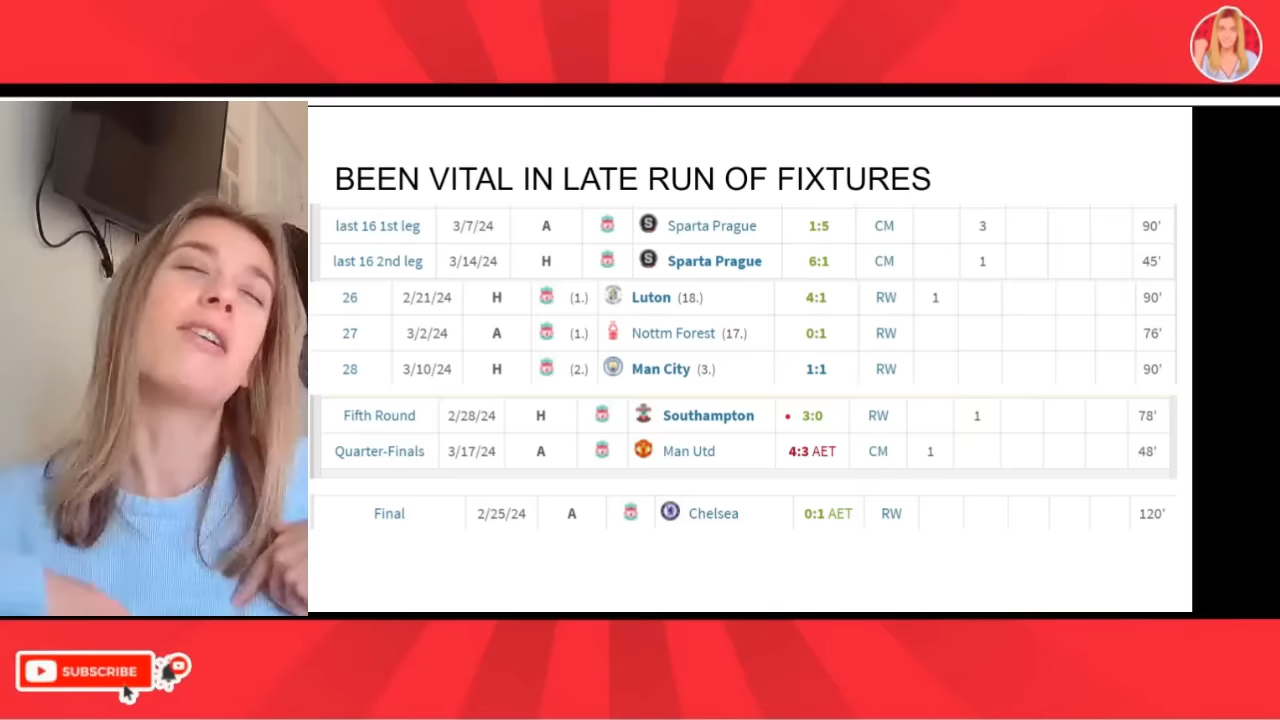 BEEN VITAL IN LATE RUN OF FIXTURES
last 16 1st leg 3/7/24 A S Sparta Prague 1:5 CM 3 90'
last 16 2nd leg 3/14/24 H S Sparta Prague 6:1 CM 1 45'
26 2/21/24 H (1.) Luton (18.) 4:1 RW 1 90'
27 3/2/24 A (1.) Nottm Forest (17.) 0:1 RW 76'
28 3/10/24 H (2.) Man City (3.) 1:1 RW 90'
Fifth Round 2/28/24 H Southampton 3:0 RW 1 78'
Quarter-Finals 3/17/24 A Man Utd 4:3 AET CM 1 48'
Final 2/25/24 A Chelsea 0:1 AET RW 120'
SUBSCRIBE